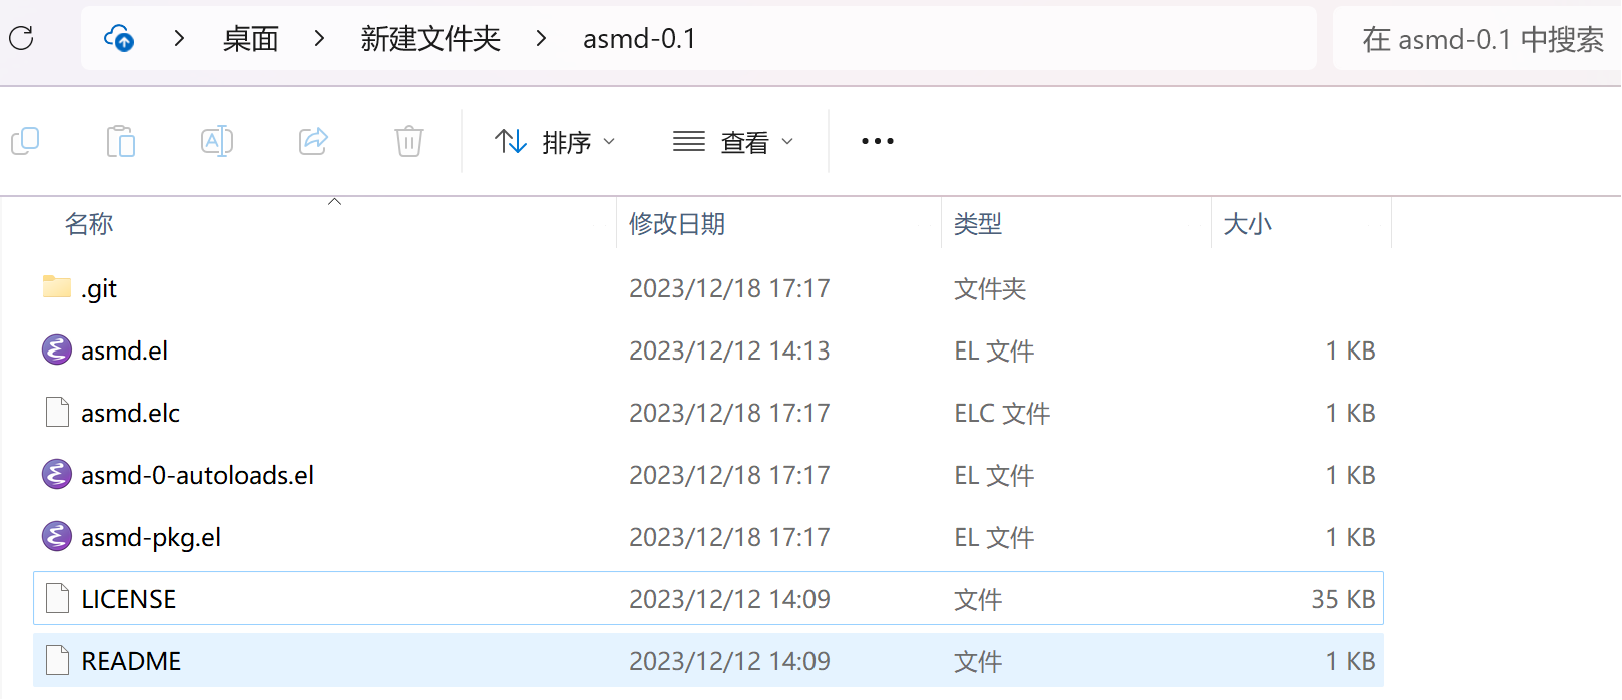 桌面 > 新建文件夹 > asmd-0.1 在 asmd-0.1 中搜索
排序 查看 •••
名称 修改日期 类型 大小
.git 2023/12/18 17:17 文件夹
asmd.el 2023/12/12 14:13 EL 文件 1 KB
asmd.elc 2023/12/18 17:17 ELC 文件 1 KB
asmd-0-autoloads.el 2023/12/18 17:17 EL 文件 1 KB
asmd-pkg.el 2023/12/18 17:17 EL 文件 1 KB
LICENSE 2023/12/12 14:09 文件 35 KB
README 2023/12/12 14:09 文件 1 KB